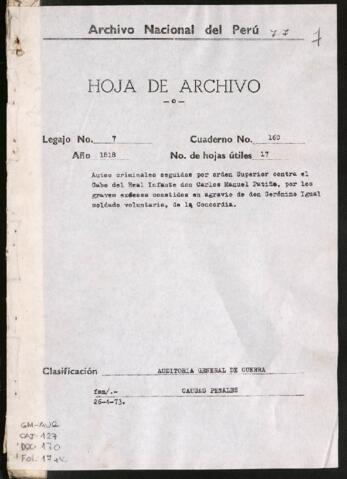 Archivo Nacional del Perú 77 7
HOJA DE ARCHIVO
—o—
Legajo No. 7 Cuaderno No. 160
Año 1818 No. de hojas útiles 17
Autos criminales seguidos por orden Superior contra el
Cabo del Real Infante don Carlos Manuel Patiño, por los
graves excesos cometidos en agravio de don Gerónimo Igual
soldado voluntario, de la Concordia.
Clasificación AUDITORIA GENERAL DE GUERRA
fsm/.- CAUSAS PENALES
26-4-73.
GM-AUG
CAJ-127
DOC-170
FOL-17